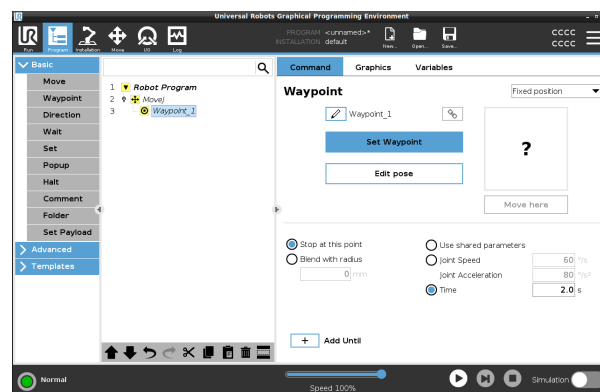 Universal Robots Graphical Programming Environment
Run Program Installation Move I/O Log
PROGRAM <unnamed>*
INSTALLATION default
New... Open... Save...
CCCC
CCCC
Basic
Move
Waypoint
Direction
Wait
Set
Popup
Halt
Comment
Folder
Set Payload
Advanced
Templates
1 Robot Program
2 MoveJ
3 Waypoint_1
Command Graphics Variables
Waypoint
Fixed position
Waypoint_1
Set Waypoint
Edit pose
?
Move here
Stop at this point
Blend with radius
0 mm
Use shared parameters
Joint Speed 60 °/s
Joint Acceleration 80 °/s²
Time 2.0 s
+ Add Until
Normal
Speed 100%
Simulation